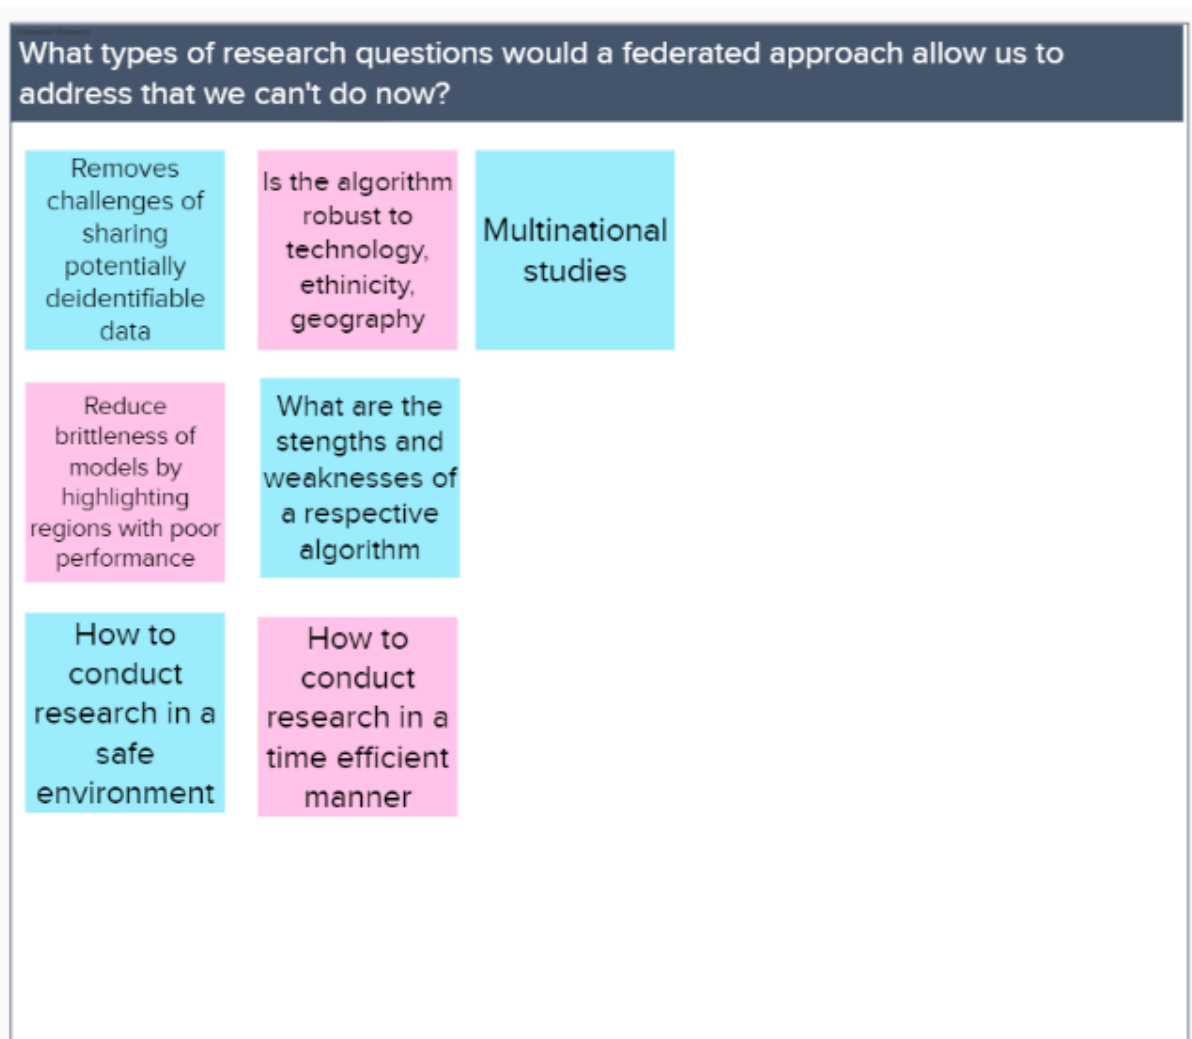 What types of research questions would a federated approach allow us to
address that we can't do now?
Removes
challenges of
sharing
potentially
deidentifiable
data
Is the algorithm
robust to
technology,
ethinicity,
geography
Multinational
studies
Reduce
brittleness of
models by
highlighting
regions with poor
performance
What are the
stengths and
weaknesses of
a respective
algorithm
How to
conduct
research in a
safe
environment
How to
conduct
research in a
time efficient
manner